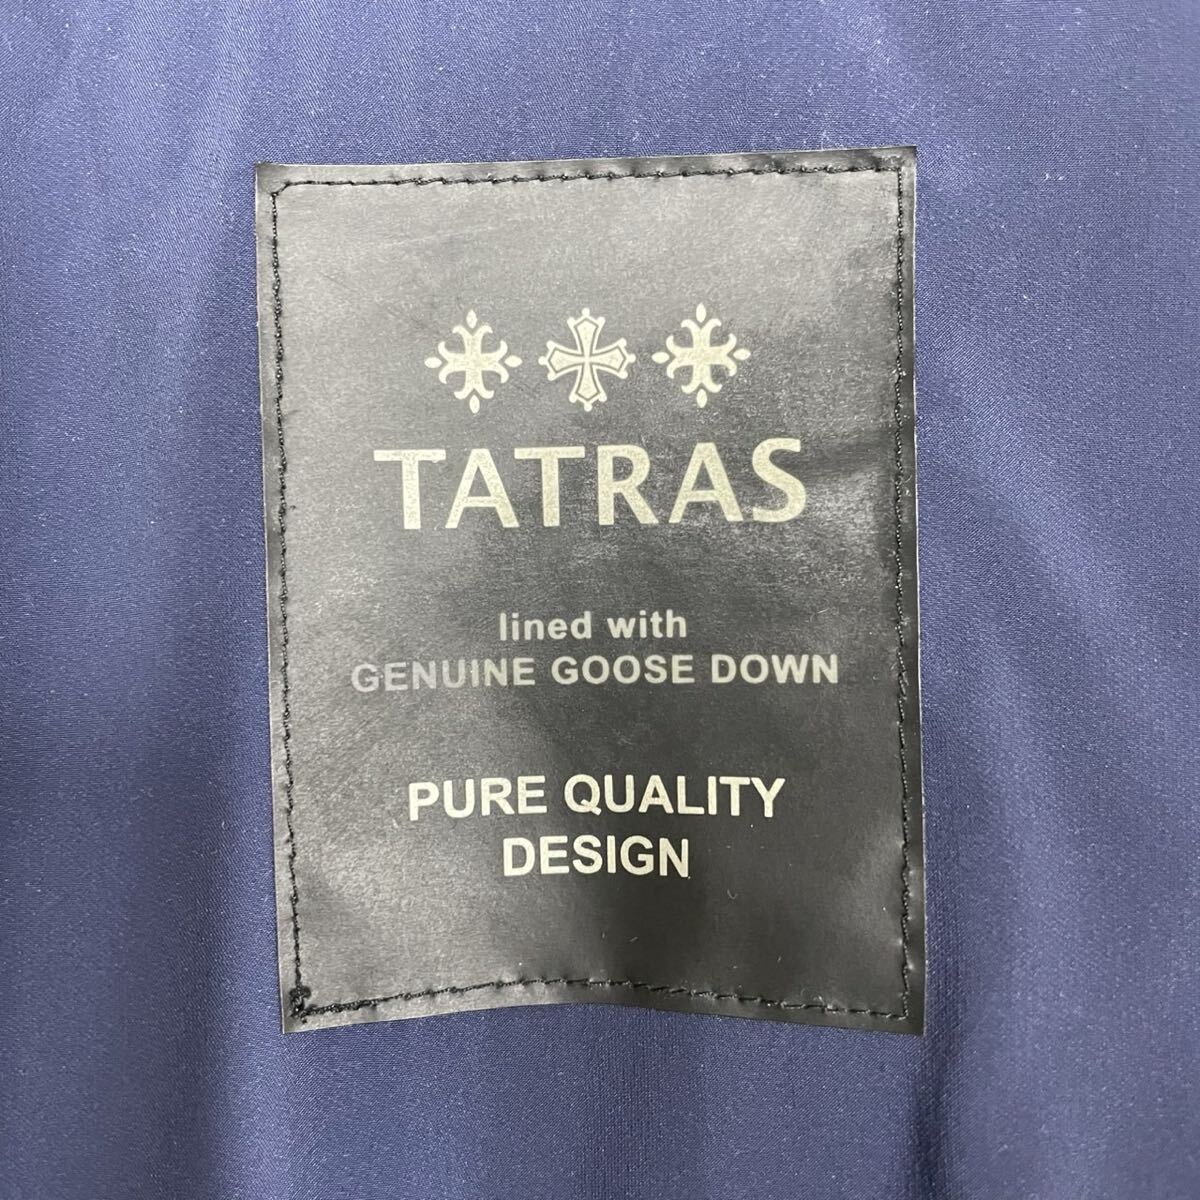 TATRAS
lined with
GENUINE GOOSE DOWN
PURE QUALITY
DESIGN